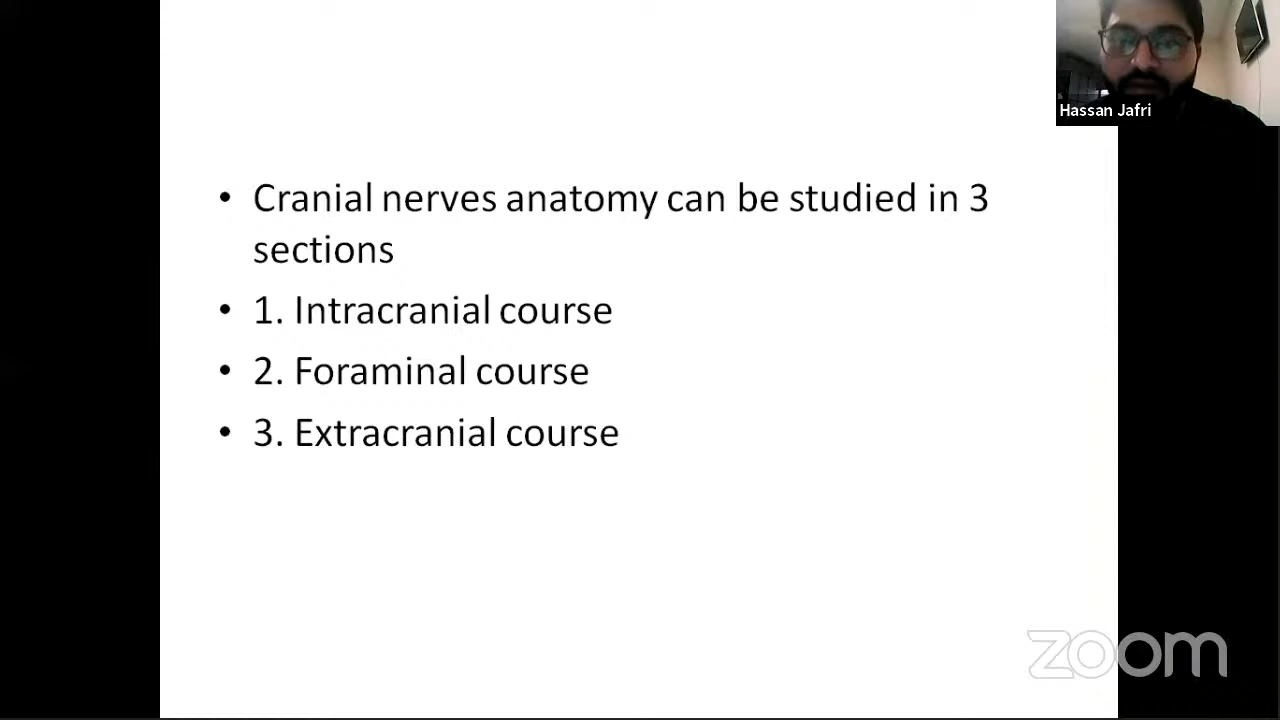 Hassan Jafri
• Cranial nerves anatomy can be studied in 3
sections
• 1. Intracranial course
• 2. Foraminal course
• 3. Extracranial course
zoom